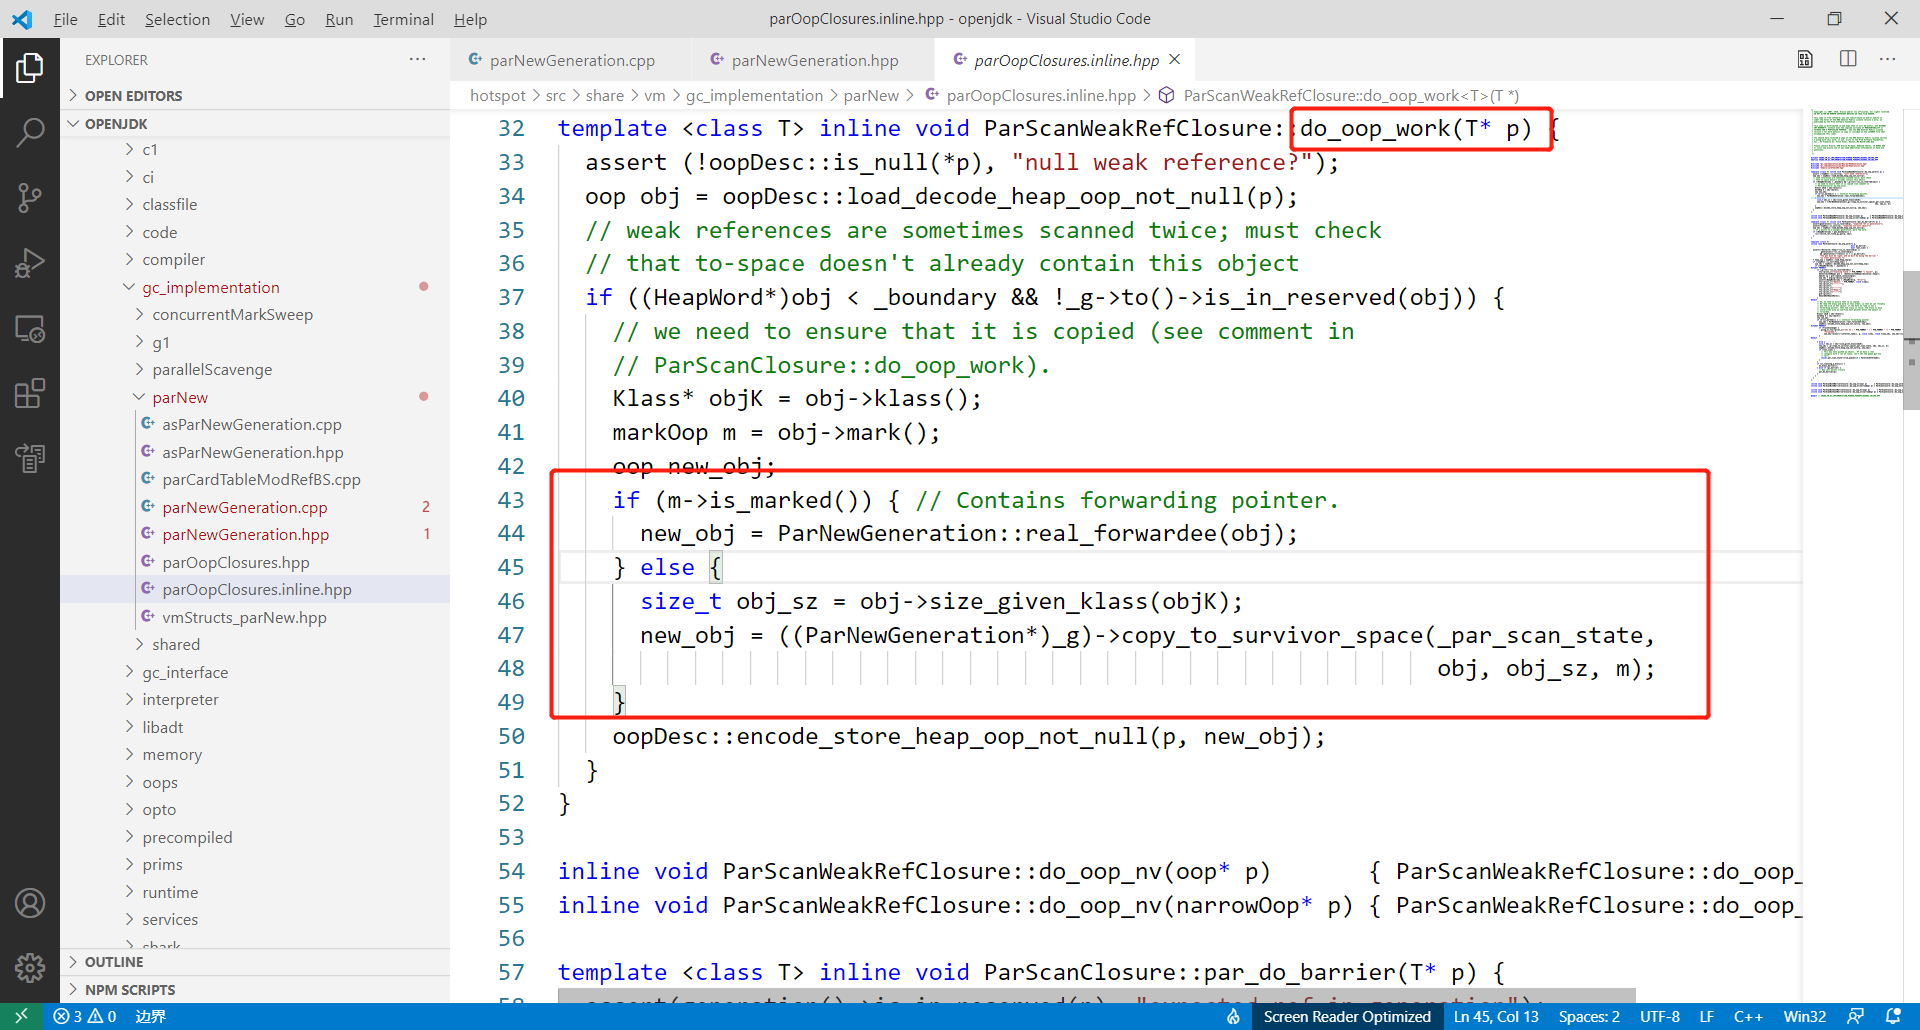 File Edit Selection View Go Run Terminal Help
parOopClosures.inline.hpp - openjdk - Visual Studio Code
EXPLORER
parNewGeneration.cpp
parNewGeneration.hpp
parOopClosures.inline.hpp
OPEN EDITORS
hotspot > src > share > vm > gc_implementation > parNew > parOopClosures.inline.hpp > ParScanWeakRefClosure::do_oop_work<T>(T *)
OPENJDK
c1
ci
classfile
code
compiler
gc_implementation
concurrentMarkSweep
g1
parallelScavenge
parNew
asParNewGeneration.cpp
asParNewGeneration.hpp
parCardTableModRefBS.cpp
parNewGeneration.cpp 2
parNewGeneration.hpp 1
parOopClosures.hpp
parOopClosures.inline.hpp
vmStructs_parNew.hpp
shared
gc_interface
interpreter
libadt
memory
oops
opto
precompiled
prims
runtime
services
shark
OUTLINE
NPM SCRIPTS
32 template <class T> inline void ParScanWeakRefClosure::do_oop_work(T* p) {
33 assert (!oopDesc::is_null(*p), "null weak reference?");
34 oop obj = oopDesc::load_decode_heap_oop_not_null(p);
35 // weak references are sometimes scanned twice; must check
36 // that to-space doesn't already contain this object
37 if ((HeapWord*)obj < _boundary && !_g->to()->is_in_reserved(obj)) {
38 // we need to ensure that it is copied (see comment in
39 // ParScanClosure::do_oop_work).
40 Klass* objK = obj->klass();
41 markOop m = obj->mark();
42 oop new_obj;
43 if (m->is_marked()) { // Contains forwarding pointer.
44 new_obj = ParNewGeneration::real_forwardee(obj);
45 } else {
46 size_t obj_sz = obj->size_given_klass(objK);
47 new_obj = ((ParNewGeneration*)_g)->copy_to_survivor_space(_par_scan_state,
48 obj, obj_sz, m);
49 }
50 oopDesc::encode_store_heap_oop_not_null(p, new_obj);
51 }
52 }
53
54 inline void ParScanWeakRefClosure::do_oop_nv(oop* p) { ParScanWeakRefClosure::do_oop_
55 inline void ParScanWeakRefClosure::do_oop_nv(narrowOop* p) { ParScanWeakRefClosure::do_oop_
56
57 template <class T> inline void ParScanClosure::par_do_barrier(T* p) {
58 assert(generation()->is_in_reserved(p), "expected ref in generation");
3 0 边界
Screen Reader Optimized Ln 45, Col 13 Spaces: 2 UTF-8 LF C++ Win32